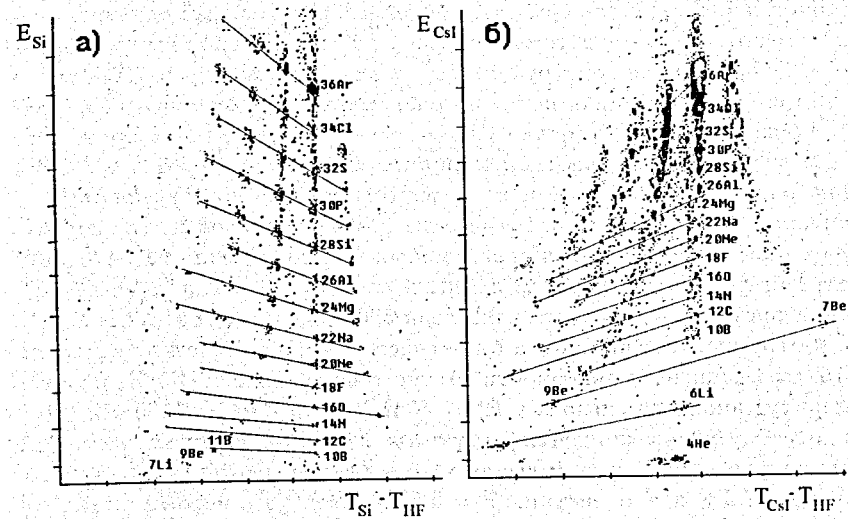 E_Si
а)
36Ar
34Cl
32S
30P
28Si
26Al
24Mg
22Na
20Ne
18F
16O
14N
12C
10B
11B
9Be
7Li
T_Si - T_HF
E_CsI
б)
36Ar
34Cl
32S
30P
28Si
26Al
24Mg
22Na
20Ne
18F
16O
14N
12C
10B
7Be
9Be
6Li
4He
T_CsI - T_HF